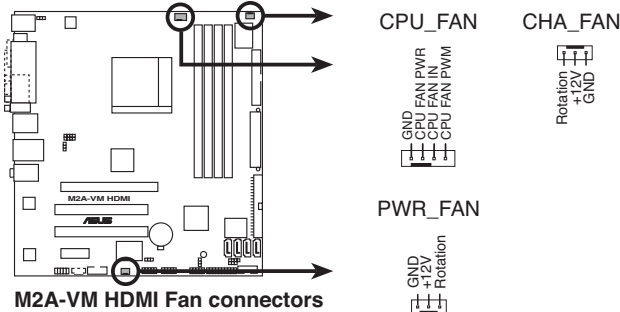 CPU_FAN
CHA_FAN
GND
CPU FAN PWR
CPU FAN IN
CPU FAN PWM
Rotation
+12V
GND
M2A-VM HDMI
ASUS
PWR_FAN
GND
+12V
Rotation
M2A-VM HDMI Fan connectors